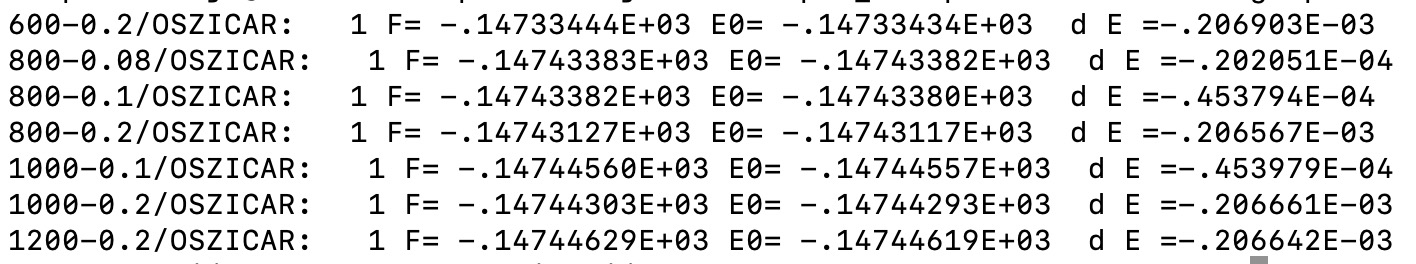 600-0.2/OSZICAR:   1 F= -.14733444E+03 E0= -.14733434E+03  d E =-.206903E-03
800-0.08/OSZICAR:   1 F= -.14743383E+03 E0= -.14743382E+03  d E =-.202051E-04
800-0.1/OSZICAR:   1 F= -.14743382E+03 E0= -.14743380E+03  d E =-.453794E-04
800-0.2/OSZICAR:   1 F= -.14743127E+03 E0= -.14743117E+03  d E =-.206567E-03
1000-0.1/OSZICAR:   1 F= -.14744560E+03 E0= -.14744557E+03  d E =-.453979E-04
1000-0.2/OSZICAR:   1 F= -.14744303E+03 E0= -.14744293E+03  d E =-.206661E-03
1200-0.2/OSZICAR:   1 F= -.14744629E+03 E0= -.14744619E+03  d E =-.206642E-03